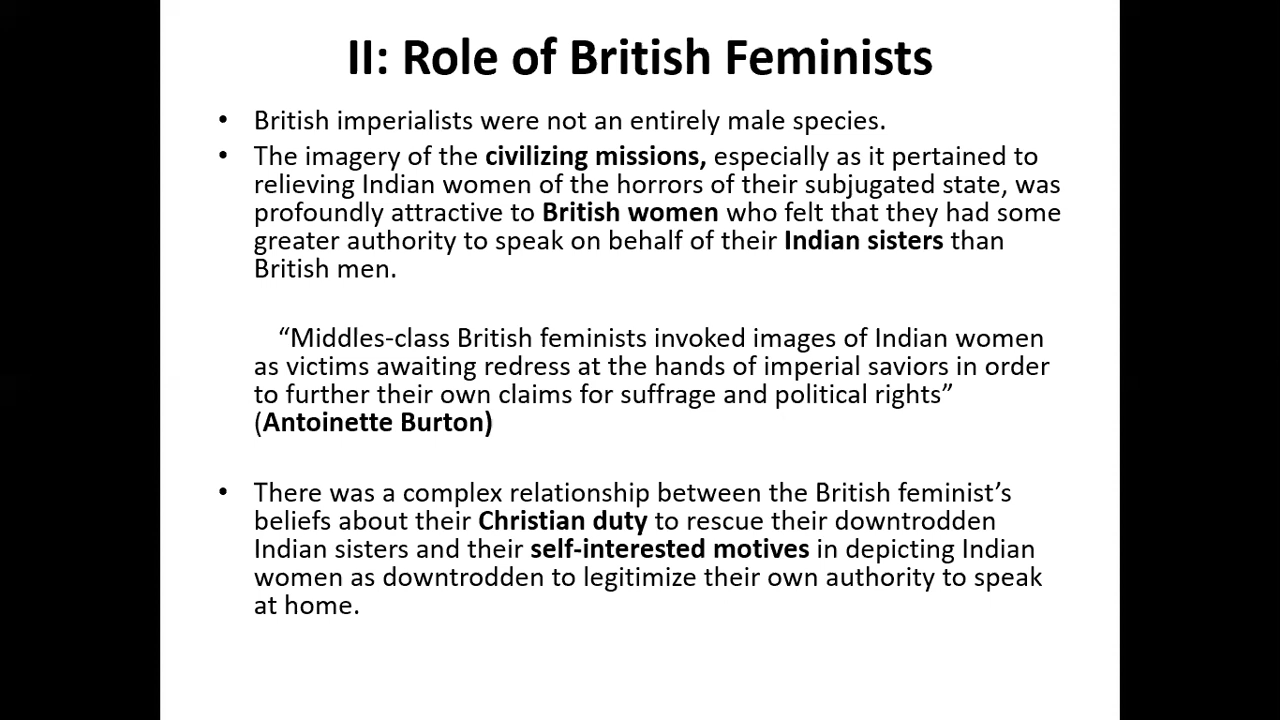 II: Role of British Feminists
• British imperialists were not an entirely male species.
• The imagery of the civilizing missions, especially as it pertained to
relieving Indian women of the horrors of their subjugated state, was
profoundly attractive to British women who felt that they had some
greater authority to speak on behalf of their Indian sisters than
British men.
“Middles-class British feminists invoked images of Indian women
as victims awaiting redress at the hands of imperial saviors in order
to further their own claims for suffrage and political rights”
(Antoinette Burton)
• There was a complex relationship between the British feminist’s
beliefs about their Christian duty to rescue their downtrodden
Indian sisters and their self-interested motives in depicting Indian
women as downtrodden to legitimize their own authority to speak
at home.